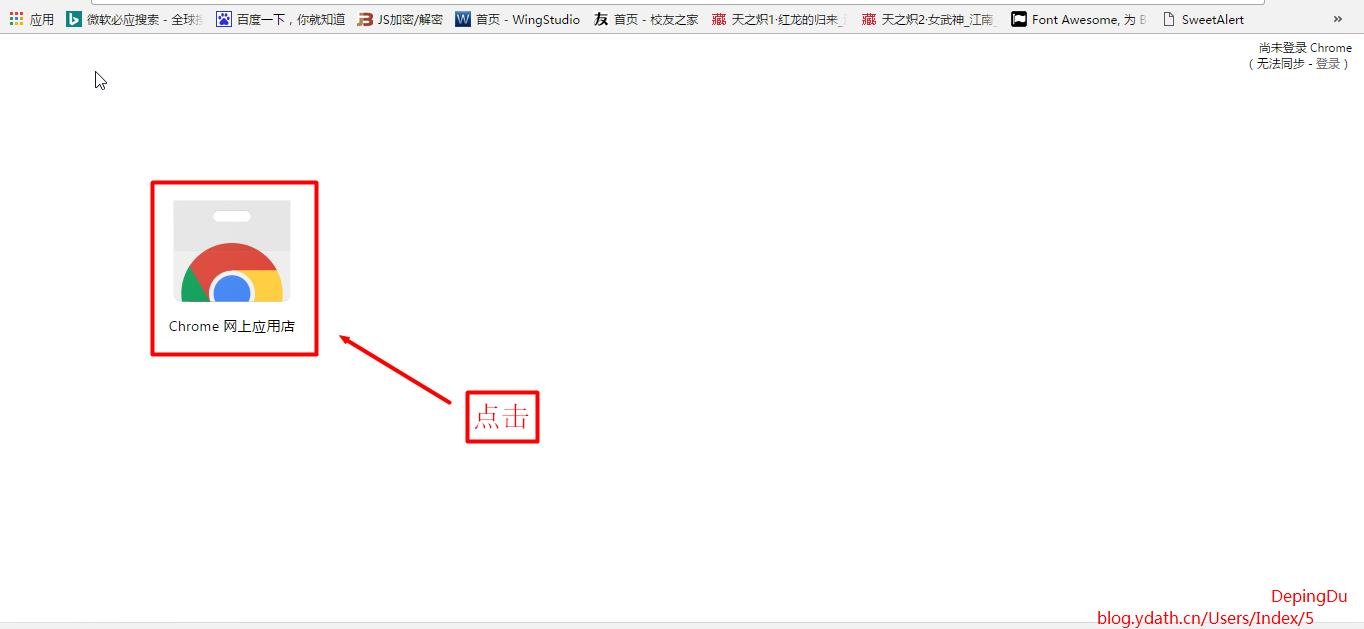 应用 微软必应搜索 - 全球搜 百度一下，你就知道 JS加密/解密 首页 - WingStudio 首页 - 校友之家 天之炽1·红龙的归来_ 天之炽2·女武神_江南_ Font Awesome, 为 B SweetAlert »
尚未登录 Chrome
（ 无法同步 - 登录 ）
Chrome 网上应用店
点击
DepingDu
blog.ydath.cn/Users/Index/5